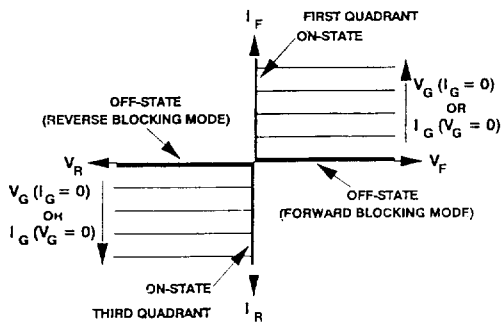 I F
FIRST QUADRANT
ON-STATE
OFF-STATE
(REVERSE BLOCKING MODE)
V G (I G = 0)
OR
I G (V G = 0)
V R
V F
V G (I G = 0)
OR
I G (V G = 0)
OFF-STATE
(FORWARD BLOCKING MODF)
ON-STATE
THIRD QUADRANT
I R